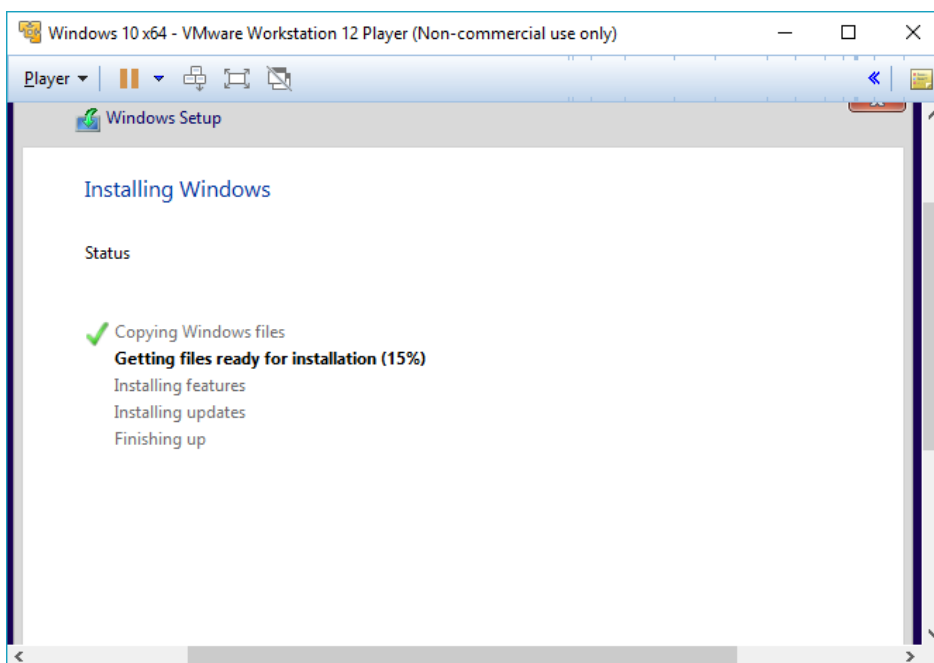 Windows 10 x64 - VMware Workstation 12 Player (Non-commercial use only)
Player
Windows Setup
Installing Windows
Status
Copying Windows files
Getting files ready for installation (15%)
Installing features
Installing updates
Finishing up